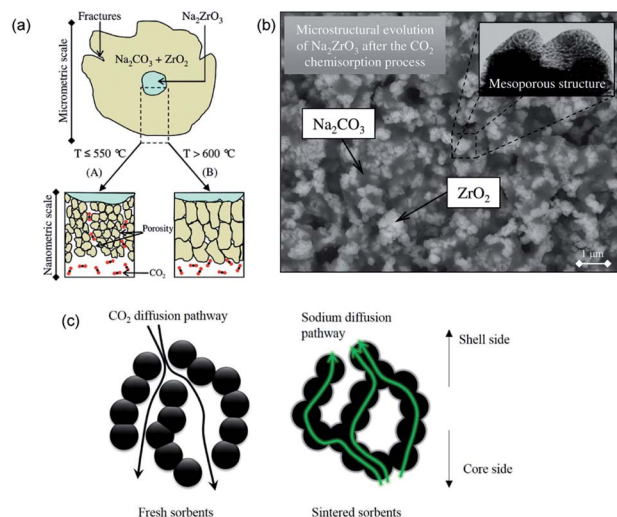 (a)
Fractures
Na₂ZrO₃
Na₂CO₃ + ZrO₂
Micrometric scale
T ≤ 550 °C
T > 600 °C
(A)
(B)
Nanometric scale
Porosity
CO₂
(b)
Microstructural evolution
of Na₂ZrO₃ after the CO₂
chemisorption process
Mesoporous structure
Na₂CO₃
ZrO₂
1 µm
(c)
CO₂ diffusion pathway
Fresh sorbents
Sodium diffusion
pathway
Sintered sorbents
Shell side
Core side